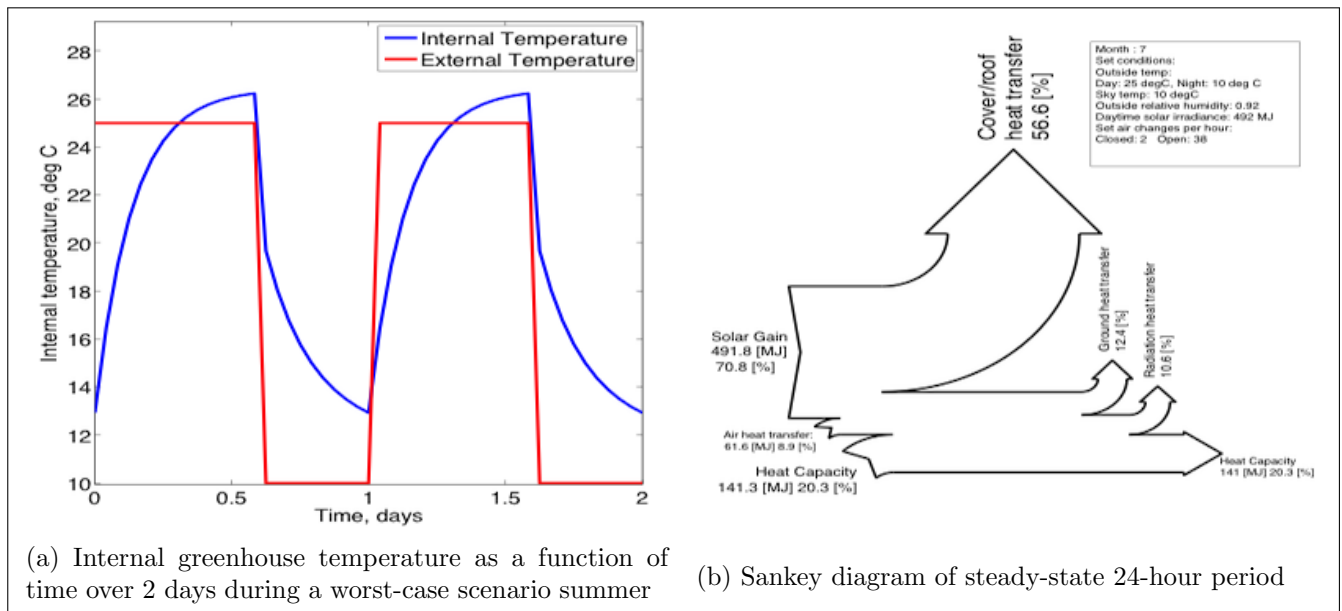 28
26
24
22
20
18
16
14
12
10
Internal temperature, deg C
Internal Temperature
External Temperature
0
0.5
1
1.5
2
Time, days
(a) Internal greenhouse temperature as a function of
time over 2 days during a worst-case scenario summer
Cover/roof
heat transfer
56.6 [%]
Month : 7
Set conditions:
Outside temp:
Day: 25 degC, Night: 10 deg C
Sky temp: 10 degC
Outside relative humidity: 0.92
Daytime solar irradiance: 492 MJ
Set air changes per hour:
Closed: 2 Open: 38
Ground heat transfer
12.4 [%]
Radiation heat transfer
10.6 [%]
Solar Gain
491.8 [MJ]
70.8 [%]
Air heat transfer:
61.6 [MJ] 8.9 [%]
Heat Capacity
141.3 [MJ] 20.3 [%]
Heat Capacity
141 [MJ] 20.3 [%]
(b) Sankey diagram of steady-state 24-hour period